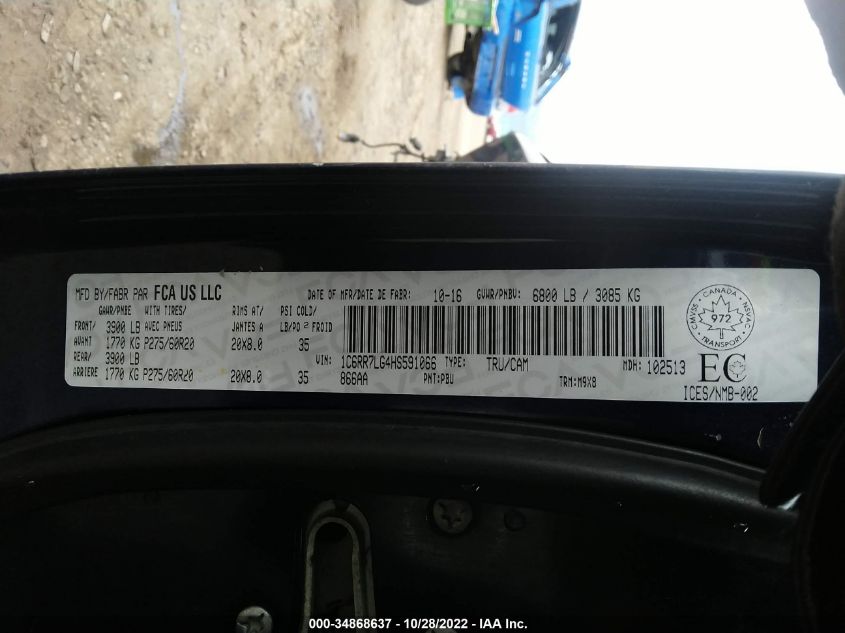 MFD BY/FABR PAR FCA US LLC
DATE OF MFR/DATE DE FABR: 10-16 GVWR/PNBV: 6800 LB / 3085 KG
GAWR/PNBE WITH TIRES/ RIMS AT/ PSI COLD/
FRONT/ 3900 LB AVEC PNEUS JANTES A LB/PO 2 FROID
AVANT 1770 KG P275/60R20 20X8.0 35
REAR/ 3900 LB
ARRIERE 1770 KG P275/60R20 20X8.0 35
VIN: 1C6RR7LG4HS591066 TYPE: TRU/CAM MDH: 102513
866AA PNT:PBU TRM:M9X8
CANADA
CMVSS NSVAC
972
TRANSPORT
EC
ICES/NMB-002
000-34868637 - 10/28/2022 - IAA Inc.